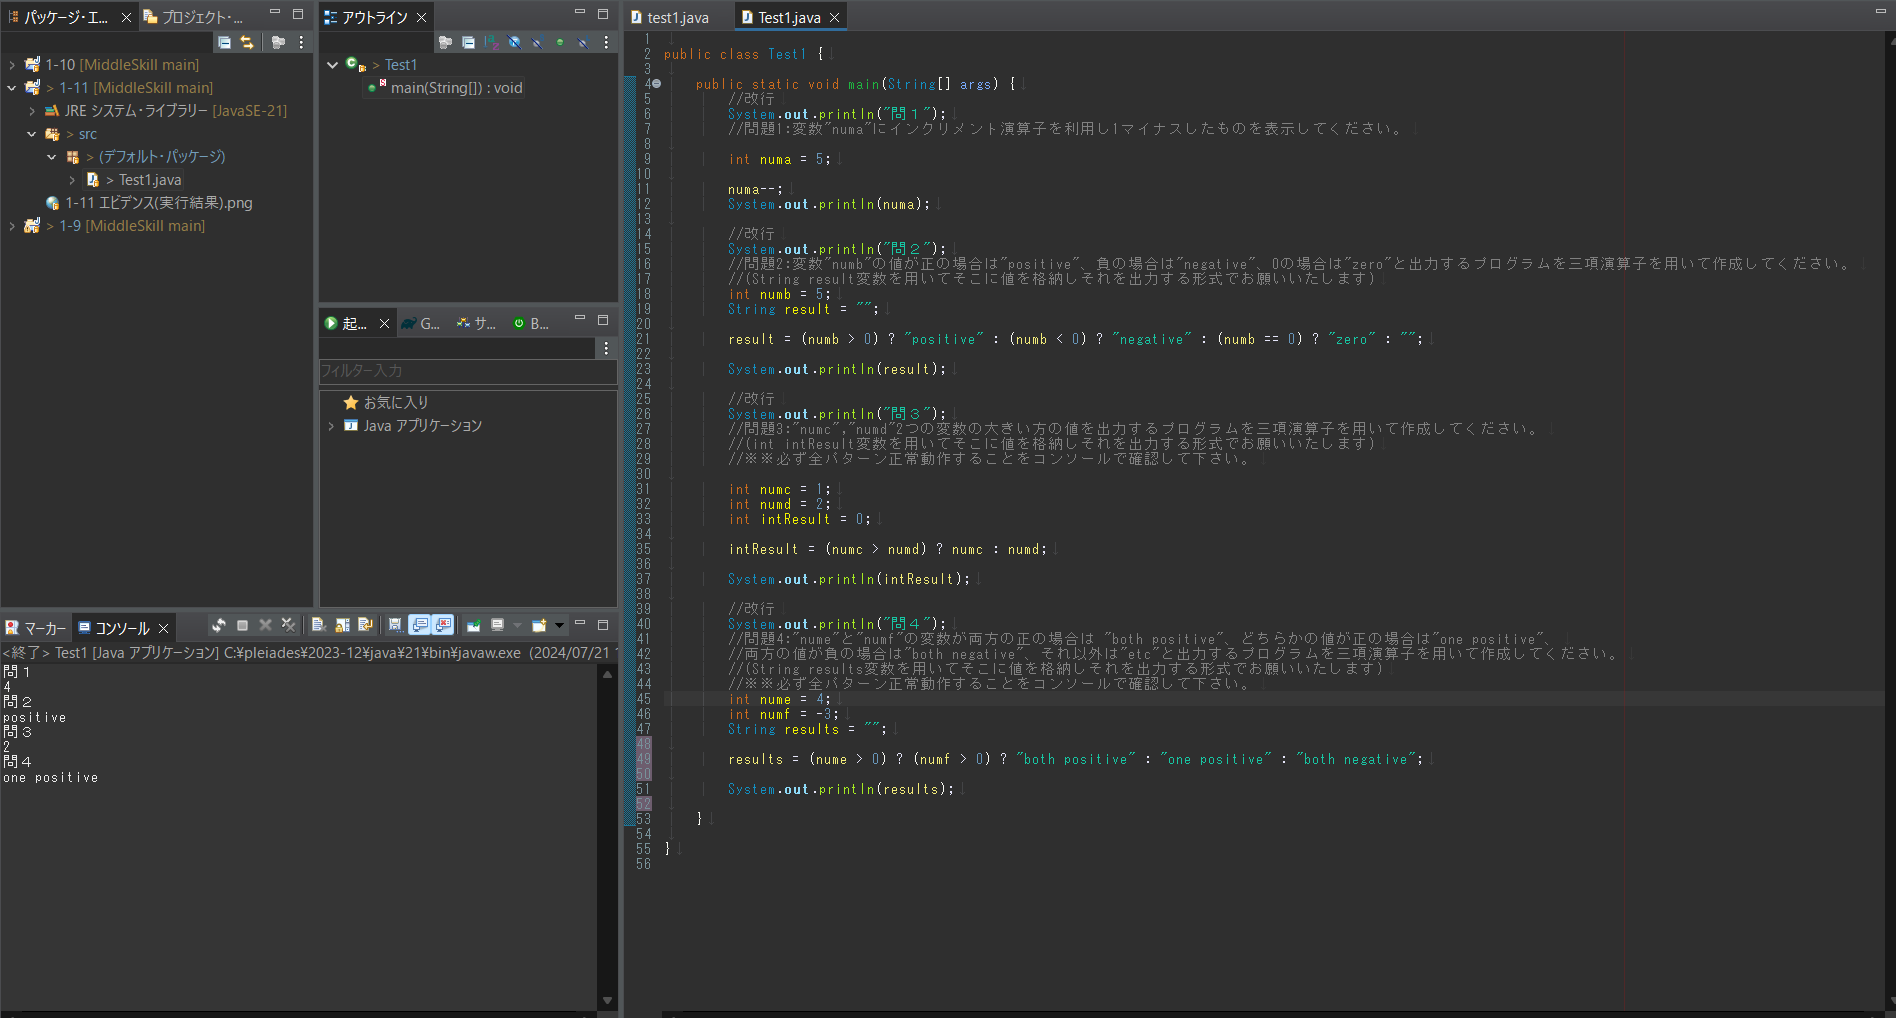 パッケージ・エ...
プロジェクト・...
1-10 [MiddleSkill main]
> 1-11 [MiddleSkill main]
JRE システム・ライブラリー [JavaSE-21]
> src
> (デフォルト・パッケージ)
> Test1.java
1-11 エビデンス(実行結果).png
> 1-9 [MiddleSkill main]
アウトライン
> Test1
main(String[]) : void
起...
G...
サ...
B...
フィルター入力
お気に入り
Java アプリケーション
マーカー
コンソール
<終了> Test1 [Java アプリケーション] C:¥pleiades¥2023-12¥java¥21¥bin¥javaw.exe (2024/07/21
問１
4
問２
positive
問３
2
問４
one positive
test1.java
Test1.java
1
2 public class Test1 {
3
4 public static void main(String[] args) {
5 //改行
6 System.out.println("問１");
7 //問題1:変数"numa"にインクリメント演算子を利用し1マイナスしたものを表示してください。
8
9 int numa = 5;
10
11 numa--;
12 System.out.println(numa);
13
14 //改行
15 System.out.println("問２");
16 //問題2:変数"numb"の値が正の場合は"positive"、負の場合は"negative"、0の場合は"zero"と出力するプログラムを三項演算子を用いて作成してください。
17 //(String result変数を用いてそこに値を格納しそれを出力する形式でお願いいたします)
18 int numb = 5;
19 String result = "";
20
21 result = (numb > 0) ? "positive" : (numb < 0) ? "negative" : (numb == 0) ? "zero" : "";
22
23 System.out.println(result);
24
25 //改行
26 System.out.println("問３");
27 //問題3:"numc","numd"2つの変数の大きい方の値を出力するプログラムを三項演算子を用いて作成してください。
28 //(int intResult変数を用いてそこに値を格納しそれを出力する形式でお願いいたします)
29 //※※必ず全パターン正常動作することをコンソールで確認して下さい。
30
31 int numc = 1;
32 int numd = 2;
33 int intResult = 0;
34
35 intResult = (numc > numd) ? numc : numd;
36
37 System.out.println(intResult);
38
39 //改行
40 System.out.println("問４");
41 //問題4:"nume"と"numf"の変数が両方の正の場合は "both positive"、どちらかの値が正の場合は"one positive"、
42 //両方の値が負の場合は"both negative"、それ以外は"etc"と出力するプログラムを三項演算子を用いて作成してください。
43 //(String results変数を用いてそこに値を格納しそれを出力する形式でお願いいたします)
44 //※※必ず全パターン正常動作することをコンソールで確認して下さい。
45 int nume = 4;
46 int numf = -3;
47 String results = "";
48
49 results = (nume > 0) ? (numf > 0) ? "both positive" : "one positive" : "both negative";
50
51 System.out.println(results);
52
53 }
54
55 }
56